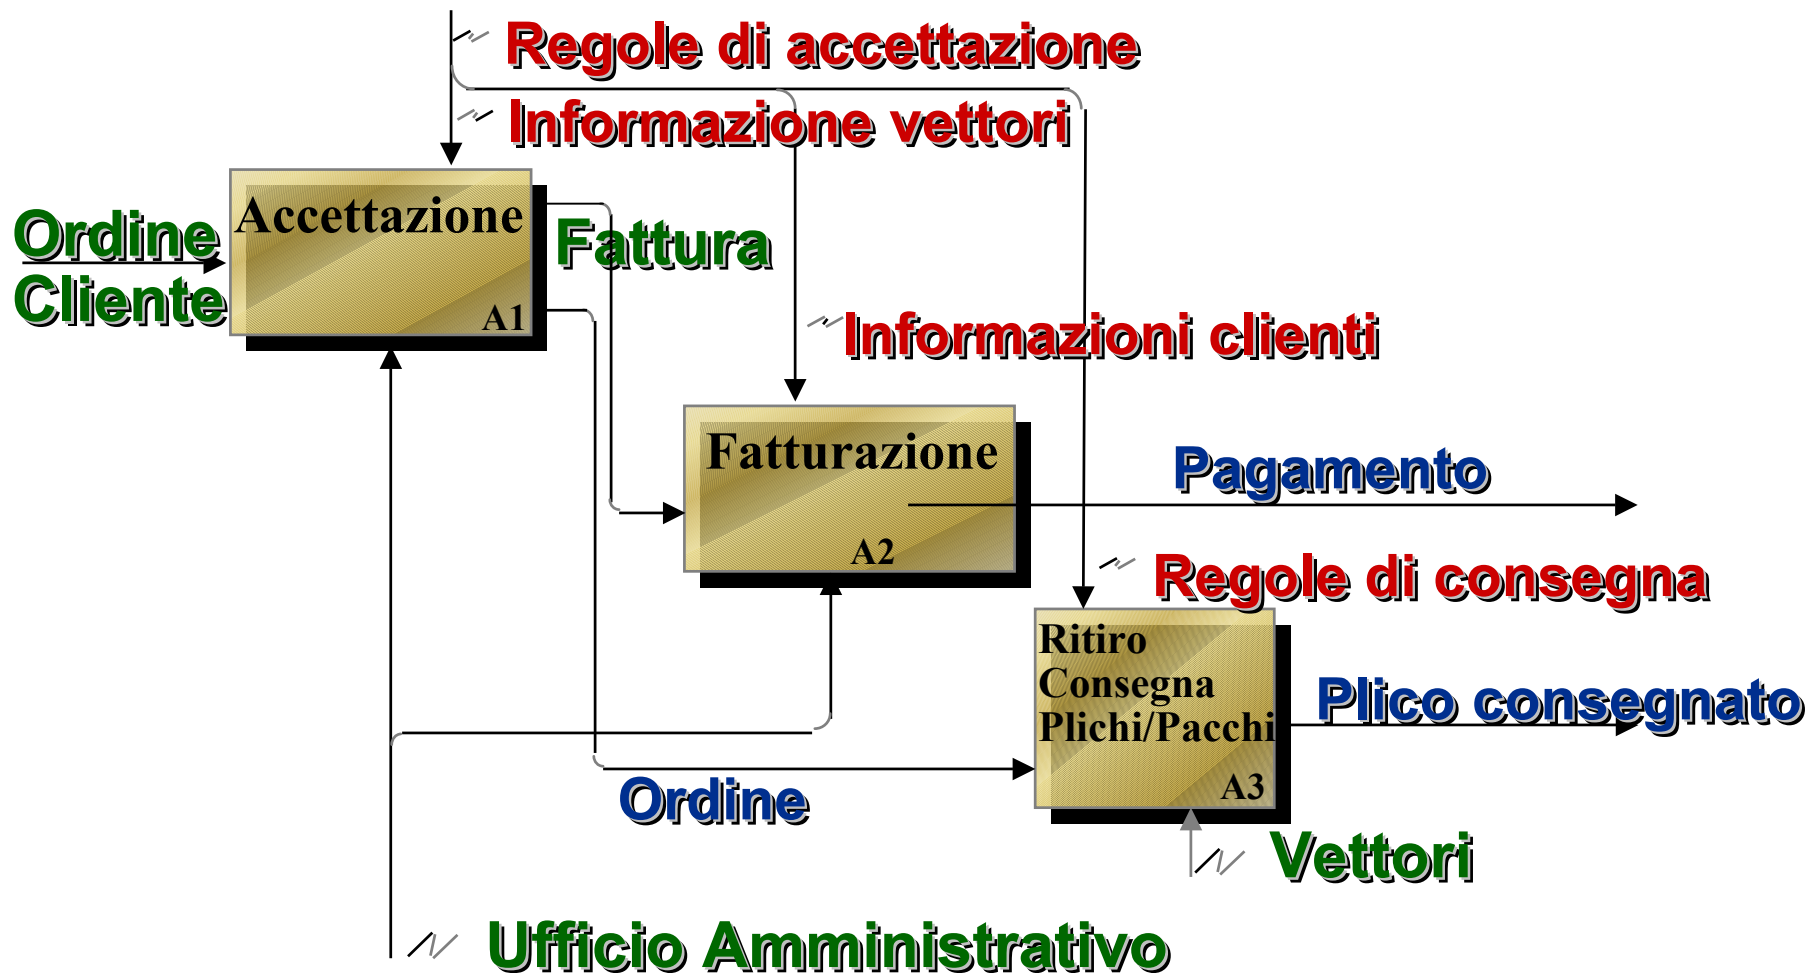 Regole di accettazione
Informazione vettori
Accettazione
A1
Ordine
Cliente
Fattura
Informazioni clienti
Fatturazione
A2
Pagamento
Regole di consegna
Ritiro
Consegna
Plichi/Pacchi
A3
Plico consegnato
Ordine
Vettori
Ufficio Amministrativo